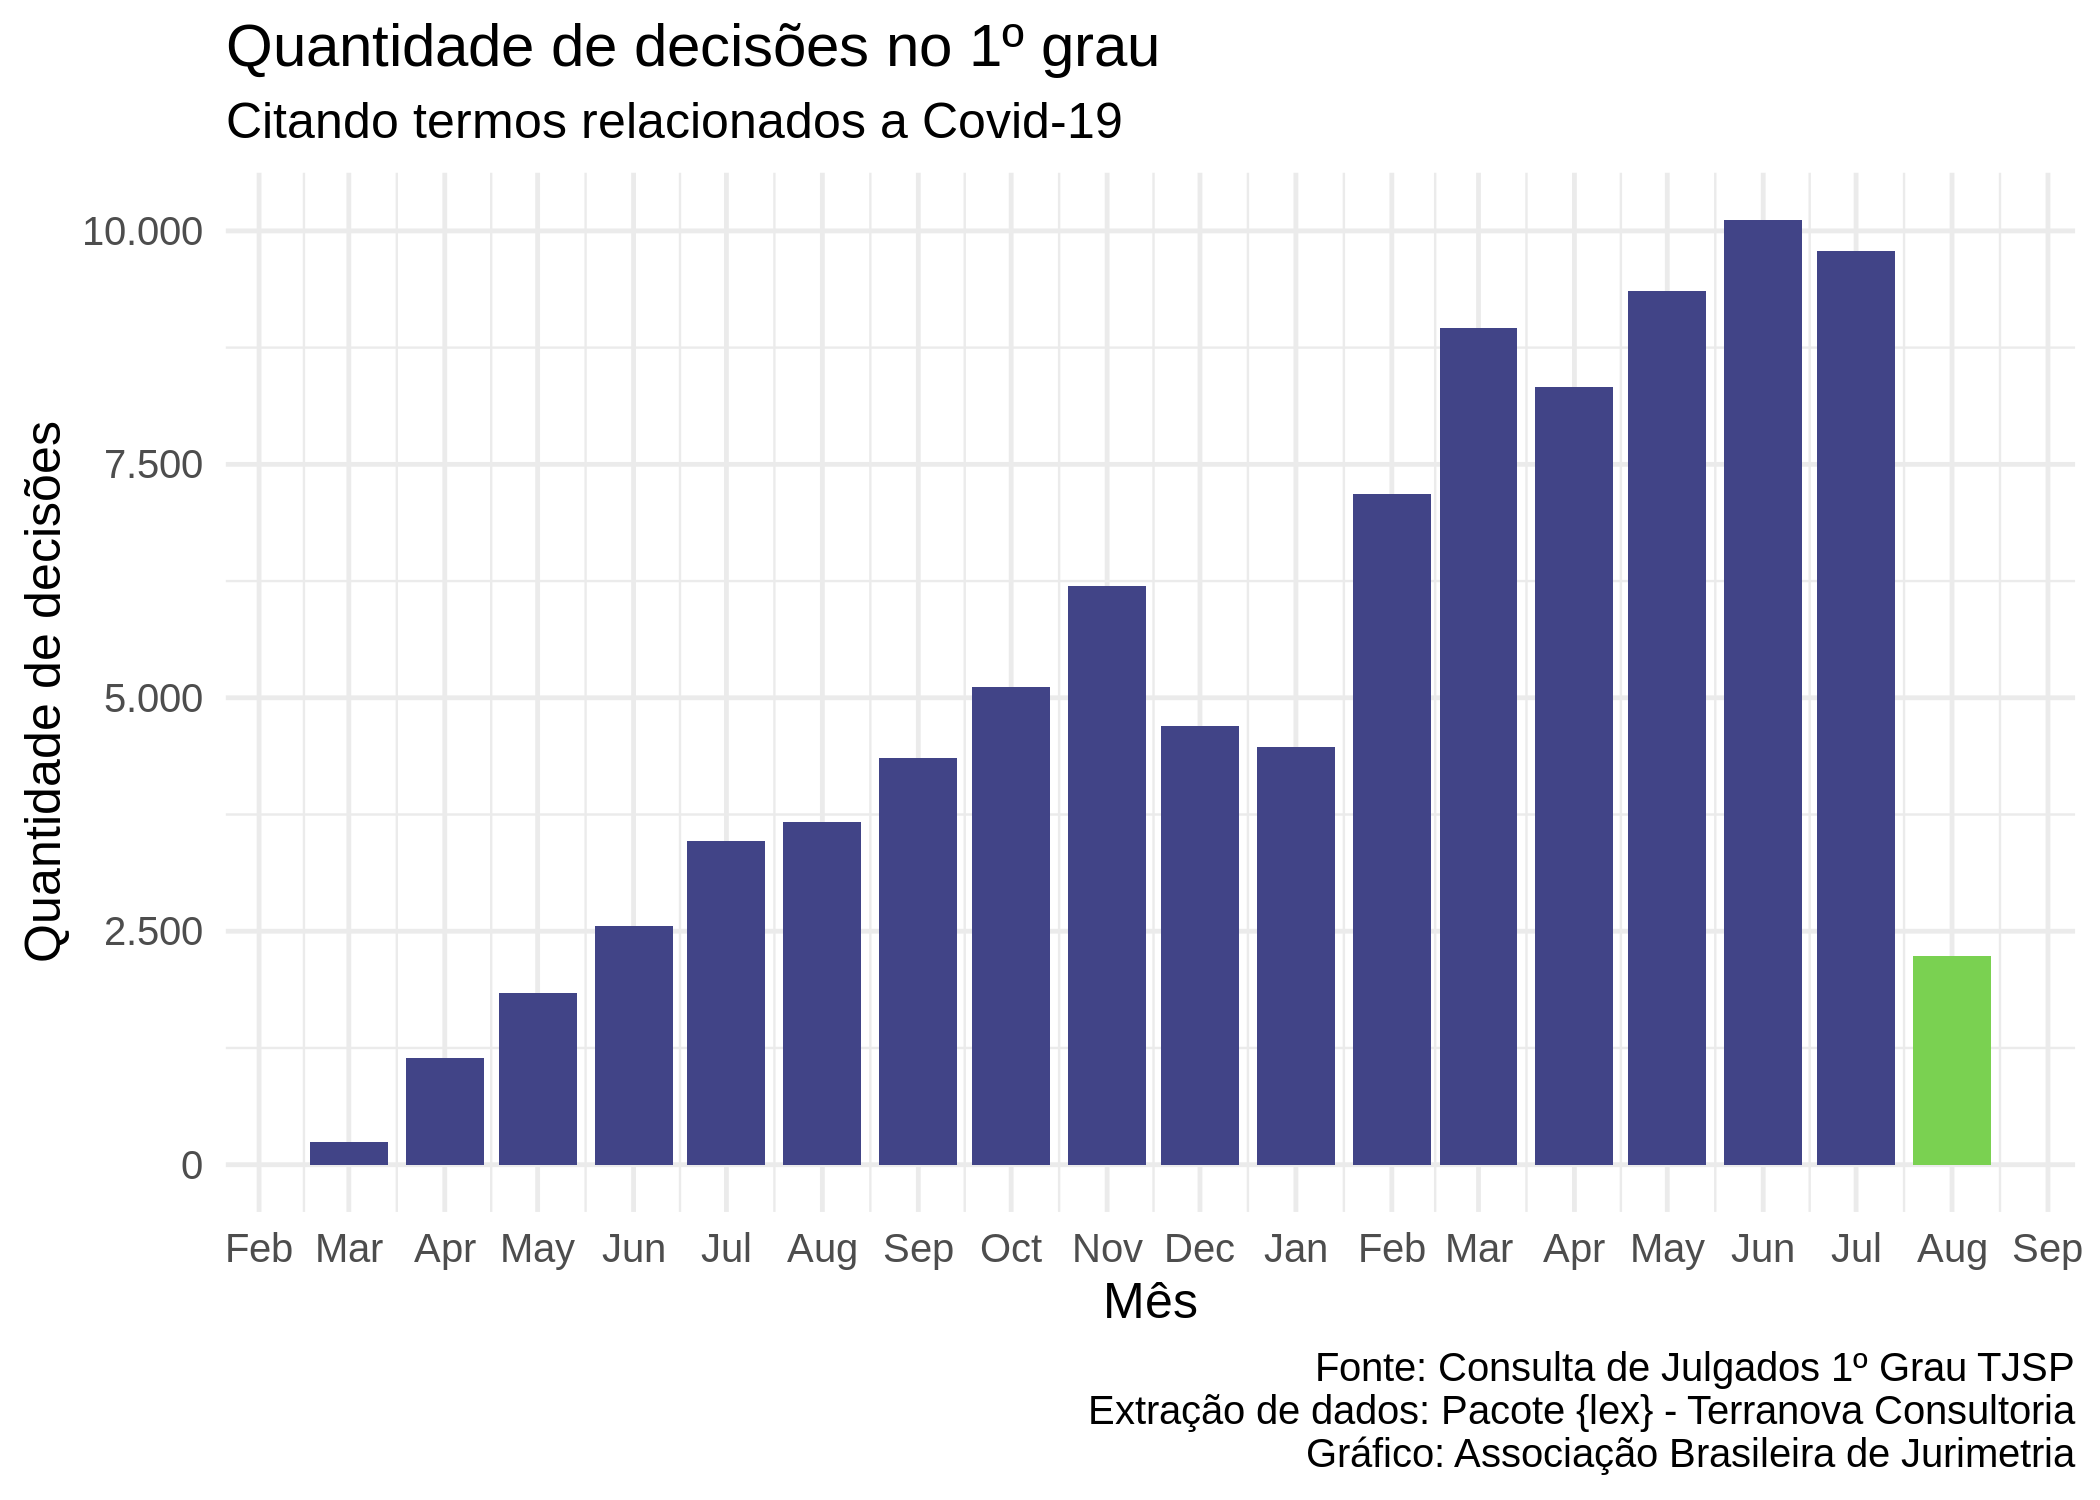 Quantidade de decisões no 1º grau
Citando termos relacionados a Covid-19
Quantidade de decisões
10.000
7.500
5.000
2.500
0
Feb Mar Apr May Jun Jul Aug Sep Oct Nov Dec Jan Feb Mar Apr May Jun Jul Aug Sep
Mês
Fonte: Consulta de Julgados 1º Grau TJSP
Extração de dados: Pacote {lex} - Terranova Consultoria
Gráfico: Associação Brasileira de Jurimetria